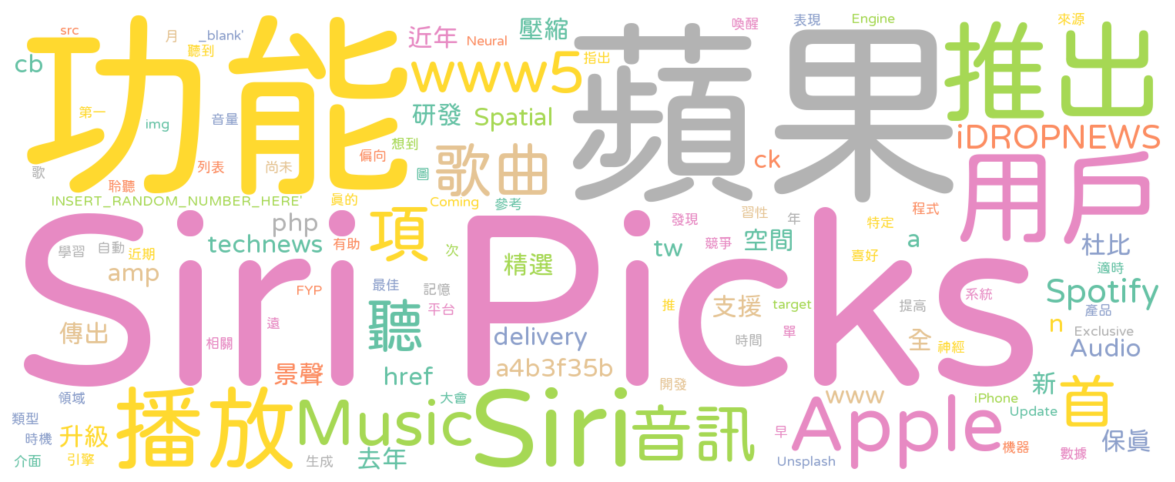 src
_blank'
月
聽到
近年
Neural
壓縮
喚醒
表現
Engine
來源
cb
功能
www5
指出
蘋果
推出
第一
img
音量
研發
Spatial
iDROPNEWS
想到
偏向
歌
列表
尚未
圖
歌曲
ck
用戶
聆聽
INSERT_RANDOM_NUMBER_HERE'
真的
Coming
參考
Siri Picks
項
發現
習性
年
程式
php
特定
學習
自動
近期
technews
有助
次
tw
競爭
空間
a
杜比
amp
精選
喜好
適時
FYP
最佳
記憶
平台
推
target
支援
提高
系統
Spotify
產品
傳出
遠
聽
delivery
單
n
Exclusive
相關
時間
全
神經
Audio
景聲
href
a4b3f35b
開發
新
領域
播放
大會
www
iPhone
首
類型
Music
Siri
音訊
Apple
Update
時機
升級
早
保真
介面
引擎
生成
去年
Unsplash
機器
數據